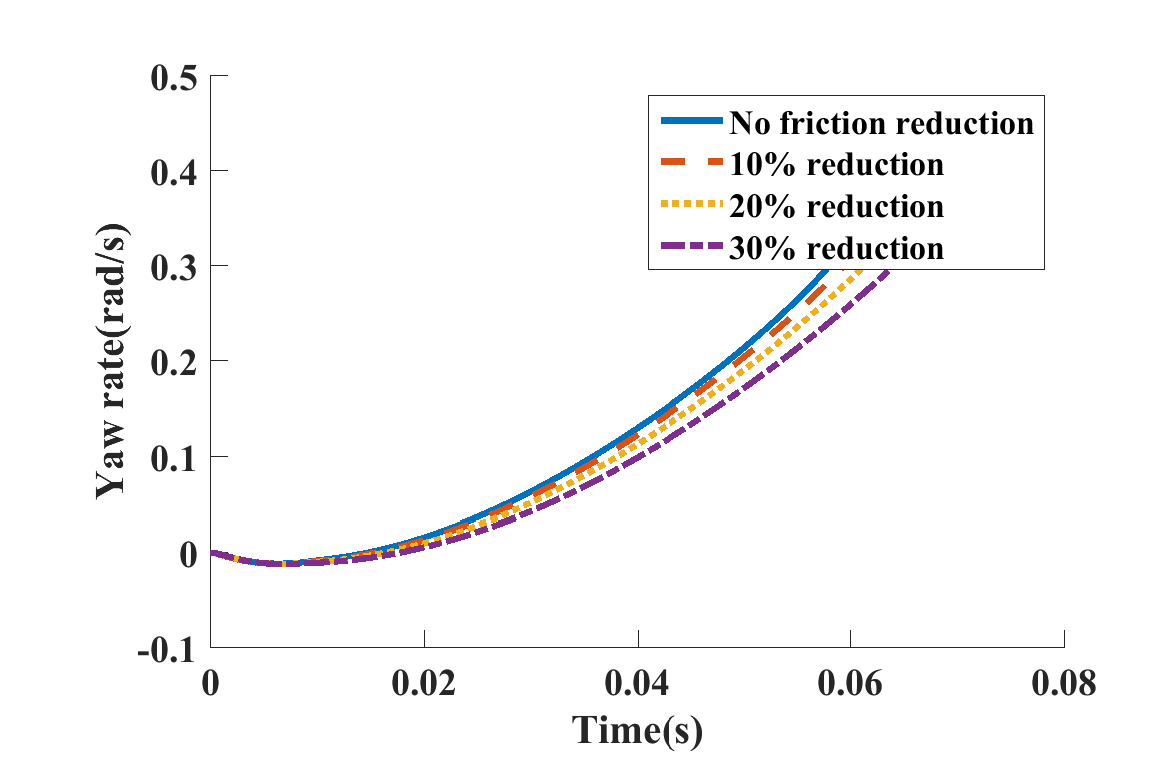 0.5
0.4
0.3
0.2
0.1
0
-0.1
Yaw rate(rad/s)
No friction reduction
10% reduction
20% reduction
30% reduction
0
0.02
0.04
0.06
0.08
Time(s)